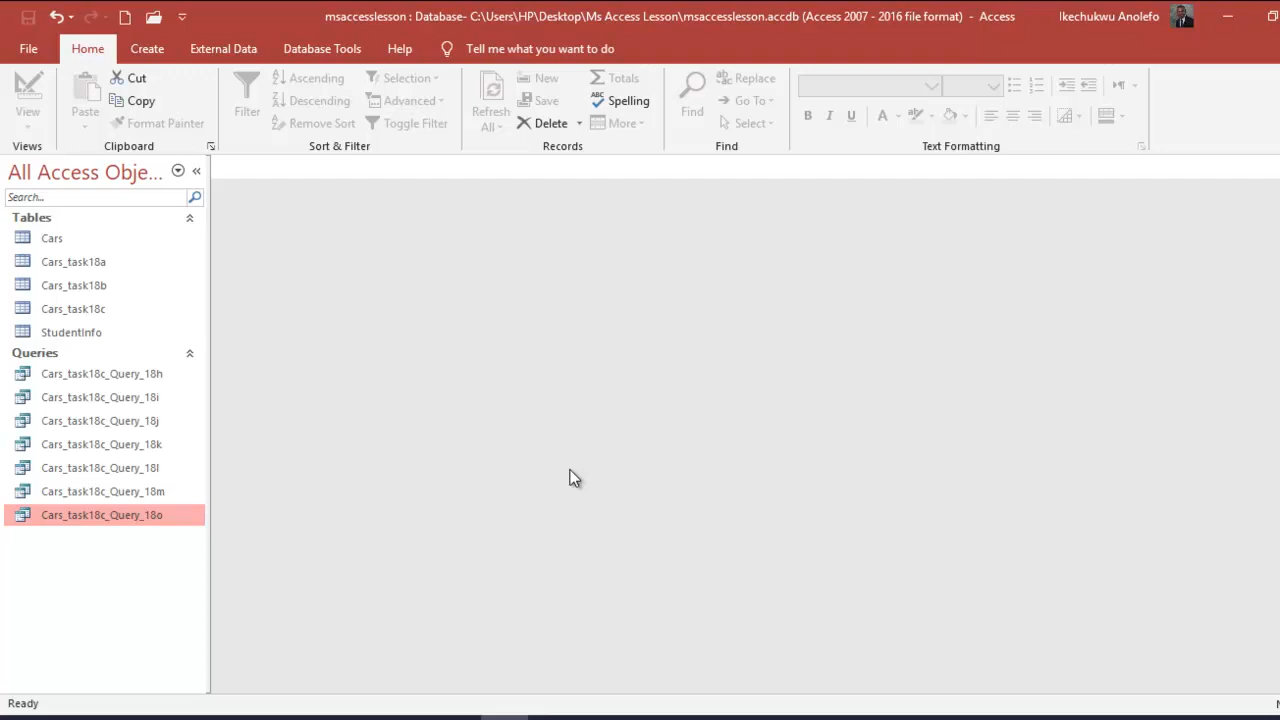 msaccesslesson : Database- C:\Users\HP\Desktop\Ms Access Lesson\msaccesslesson.accdb (Access 2007 - 2016 file format) - Access
Ikechukwu Anolefo
File Home Create External Data Database Tools Help Tell me what you want to do
View
Views
Paste
Cut
Copy
Format Painter
Clipboard
Filter
Ascending
Descending
Remove Sort
Selection
Advanced
Toggle Filter
Sort & Filter
Refresh
All
New
Save
Delete
Totals
Spelling
More
Records
Find
Replace
Go To
Select
Find
B I U A
Text Formatting
All Access Obje...
Search...
Tables
Cars
Cars_task18a
Cars_task18b
Cars_task18c
StudentInfo
Queries
Cars_task18c_Query_18h
Cars_task18c_Query_18i
Cars_task18c_Query_18j
Cars_task18c_Query_18k
Cars_task18c_Query_18l
Cars_task18c_Query_18m
Cars_task18c_Query_18o
Ready